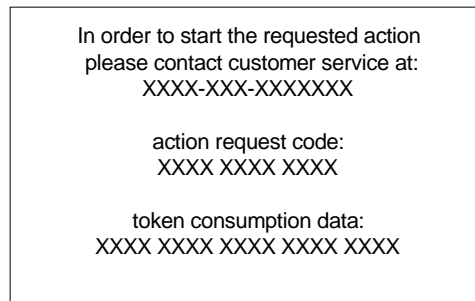 In order to start the requested action
please contact customer service at:
XXXX-XXX-XXXXXXX
action request code:
XXXX XXXX XXXX
token consumption data:
XXXX XXXX XXXX XXXX XXXX